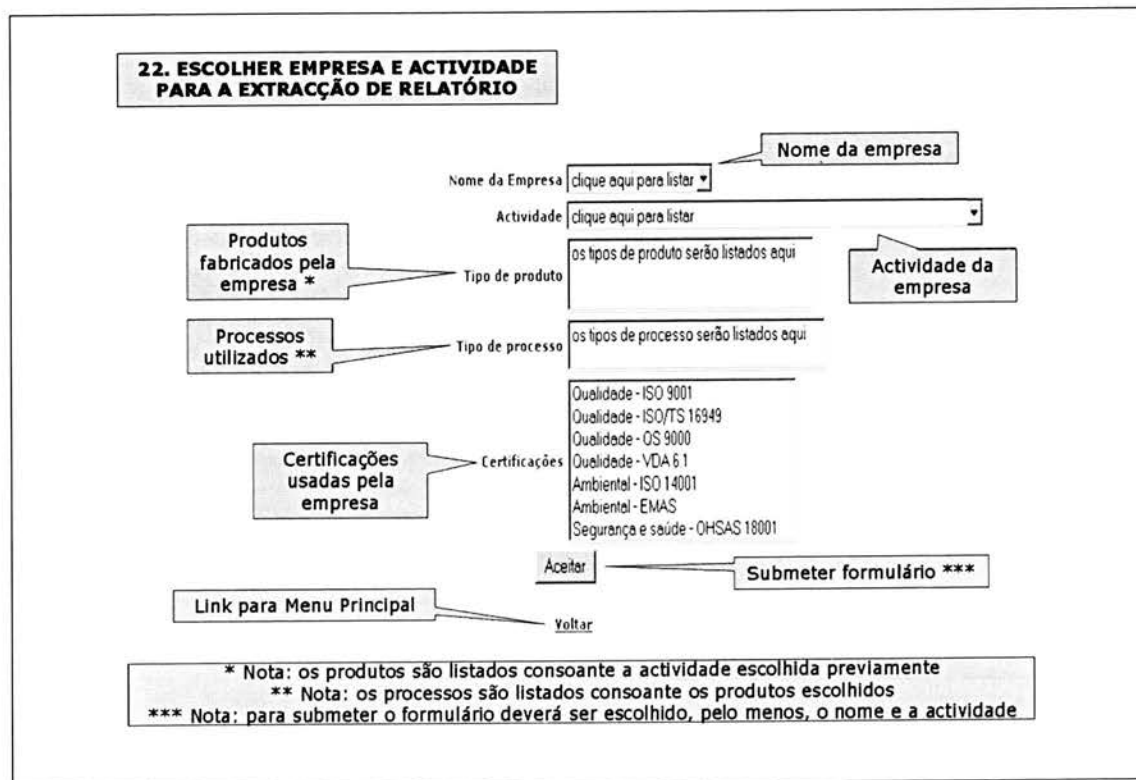 22. ESCOLHER EMPRESA E ACTIVIDADE
PARA A EXTRACÇÃO DE RELATÓRIO
Nome da empresa
Nome da Empresa clique aqui para listar
Actividade clique aqui para listar
Actividade da
empresa
Produtos
fabricados pela
empresa *
Tipo de produto os tipos de produto serão listados aqui
Processos
utilizados **
Tipo de processo os tipos de processo serão listados aqui
Certificações
usadas pela
empresa
Certificações
Qualidade - ISO 9001
Qualidade - ISO/TS 16949
Qualidade - QS 9000
Qualidade - VDA 6.1
Ambiental - ISO 14001
Ambiental - EMAS
Segurança e saúde - OHSAS 18001
Aceitar
Submeter formulário ***
Link para Menu Principal
Voltar
* Nota: os produtos são listados consoante a actividade escolhida previamente
** Nota: os processos são listados consoante os produtos escolhidos
*** Nota: para submeter o formulário deverá ser escolhido, pelo menos, o nome e a actividade